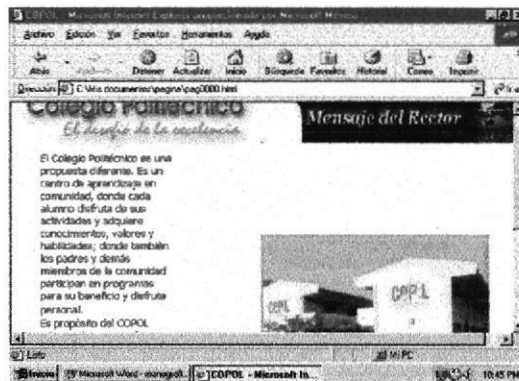 COPOL - Microsoft Internet Explorer proporcionado por Microsoft México
Archivo Edición Ver Favoritos Herramientas Ayuda
Atrás Detener Actualizar Inicio Búsqueda Favoritos Historial Correo Imprimir
Dirección C:\Mis documentos\pagina\pag0000.html
Colegio Politécnico
El desafío de la excelencia
Mensaje del Rector
El Colegio Politécnico es una
propuesta diferente. Es un
centro de aprendizaje en
comunidad, donde cada
alumno disfruta de sus
actividades y adquiere
conocimientos, valores y
habilidades; donde también
los padres y demás
miembros de la comunidad
participan en programas
para su beneficio y disfrute
personal.
Es propósito del COPOL
COPOL
COPOL
Listo Mi PC
Inicio Microsoft Word - monografi... COPOL - Microsoft In... 10:45 PM